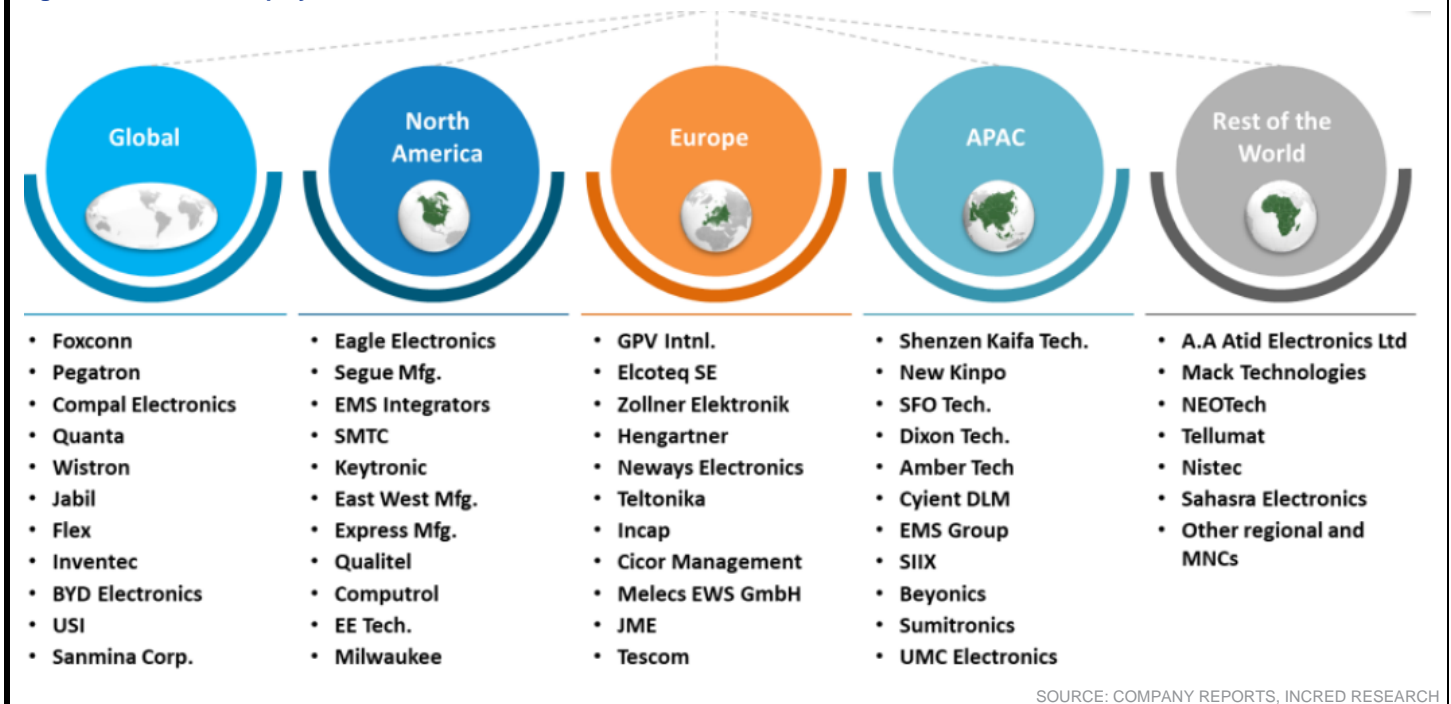 Global
North
America
Europe
APAC
Rest of the
World
• Foxconn
• Pegatron
• Compal Electronics
• Quanta
• Wistron
• Jabil
• Flex
• Inventec
• BYD Electronics
• USI
• Sanmina Corp.
• Eagle Electronics
• Segue Mfg.
• EMS Integrators
• SMTC
• Keytronic
• East West Mfg.
• Express Mfg.
• Qualitel
• Computrol
• EE Tech.
• Milwaukee
• GPV Intnl.
• Elcoteq SE
• Zollner Elektronik
• Hengartner
• Neways Electronics
• Teltonika
• Incap
• Cicor Management
• Melecs EWS GmbH
• JME
• Tescom
• Shenzen Kaifa Tech.
• New Kinpo
• SFO Tech.
• Dixon Tech.
• Amber Tech
• Cyient DLM
• EMS Group
• SIIX
• Beyonics
• Sumitronics
• UMC Electronics
• A.A Atid Electronics Ltd
• Mack Technologies
• NEOTech
• Tellumat
• Nistec
• Sahasra Electronics
• Other regional and
MNCs
SOURCE: COMPANY REPORTS, INCRED RESEARCH